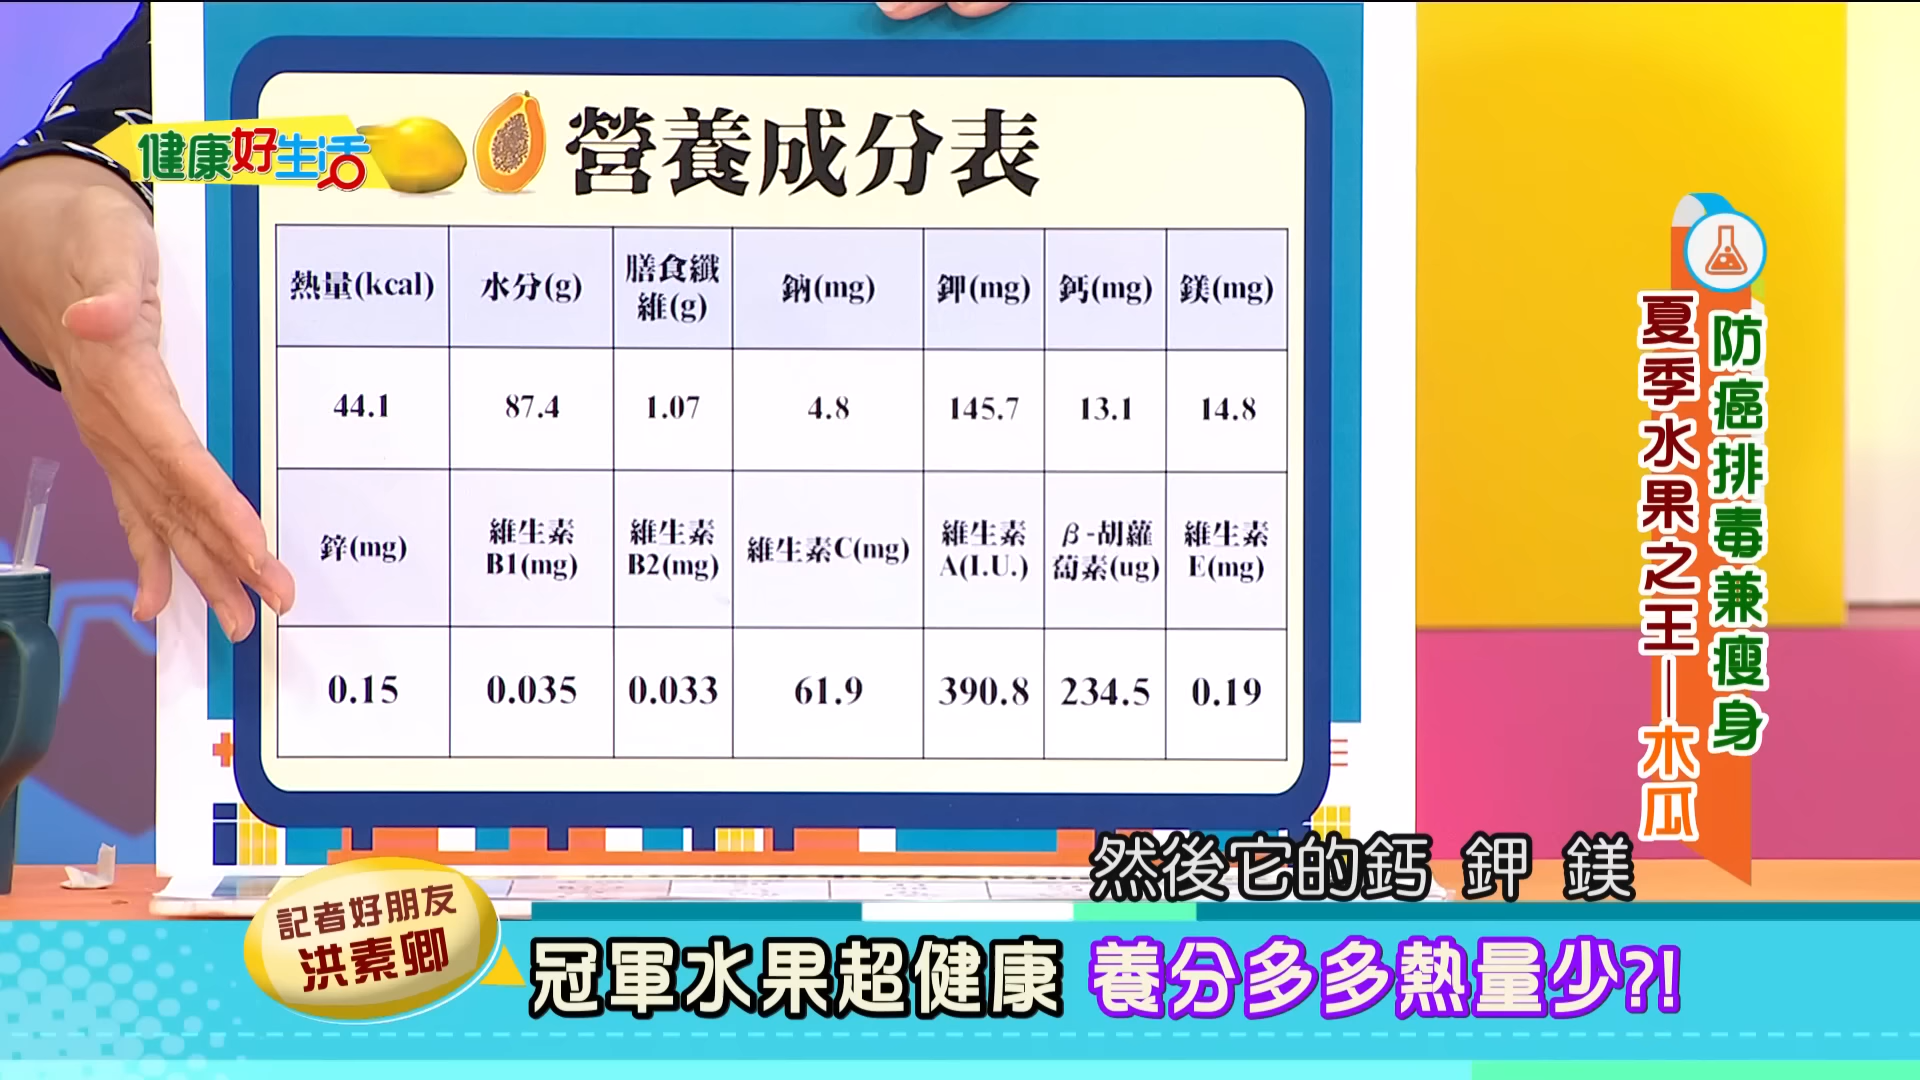 健康好生活
營養成分表
熱量(kcal) 水分(g) 膳食纖維(g) 鈉(mg) 鉀(mg) 鈣(mg) 鎂(mg)
44.1 87.4 1.07 4.8 145.7 13.1 14.8
鋅(mg) 維生素B1(mg) 維生素B2(mg) 維生素C(mg) 維生素A(I.U.) β-胡蘿蔔素(ug) 維生素E(mg)
0.15 0.035 0.033 61.9 390.8 234.5 0.19
防癌排毒兼瘦身
夏季水果之王—木瓜
然後它的鈣 鉀 鎂
記者好朋友
洪素卿
冠軍水果超健康 養分多多熱量少?!